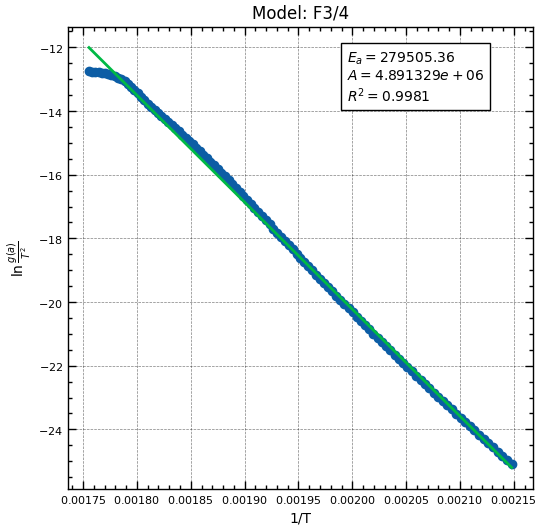 Model: F3/4
E_a = 279505.36
A = 4.891329e + 06
R^2 = 0.9981
−12
−14
−16
−18
−20
−22
−24
ln g(a)/T^2
0.00175 0.00180 0.00185 0.00190 0.00195 0.00200 0.00205 0.00210 0.00215
1/T